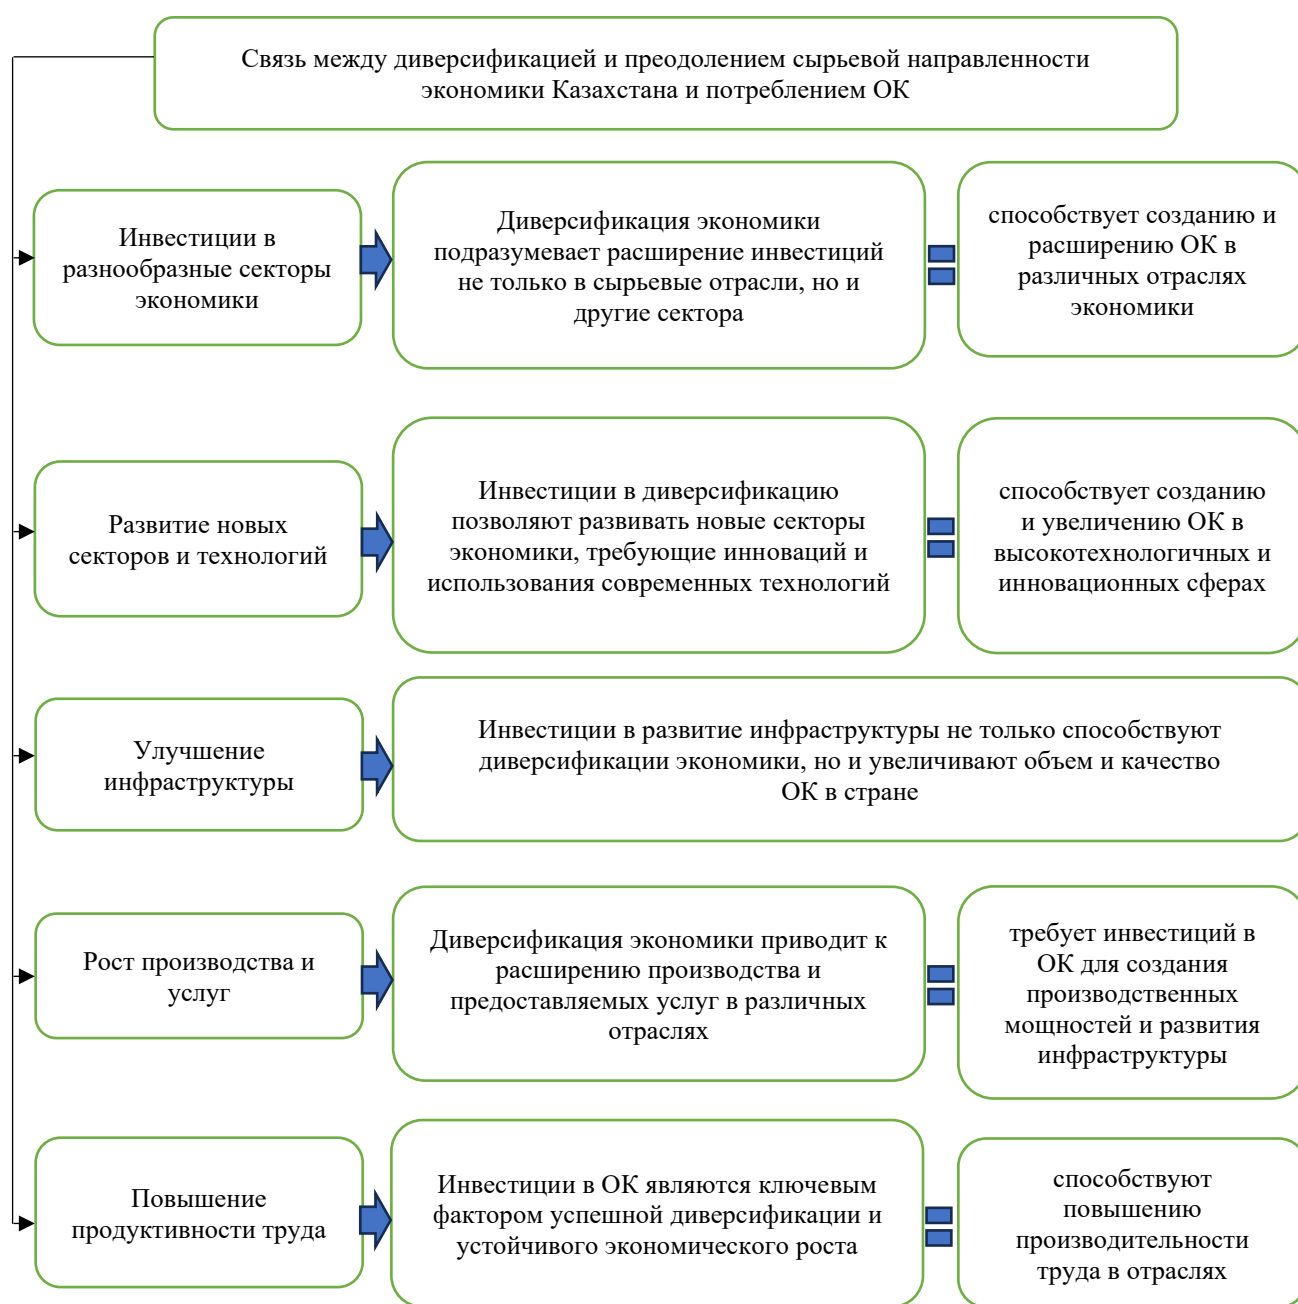 Связь между диверсификацией и преодолением сырьевой направленности
экономики Казахстана и потреблением ОК
Инвестиции в
разнообразные секторы
экономики
Диверсификация экономики
подразумевает расширение инвестиций
не только в сырьевые отрасли, но и
другие сектора
способствует созданию и
расширению ОК в
различных отраслях
экономики
Развитие новых
секторов и технологий
Инвестиции в диверсификацию
позволяют развивать новые секторы
экономики, требующие инноваций и
использования современных технологий
способствует созданию
и увеличению ОК в
высокотехнологичных и
инновационных сферах
Улучшение
инфраструктуры
Инвестиции в развитие инфраструктуры не только способствуют
диверсификации экономики, но и увеличивают объем и качество
ОК в стране
Рост производства и
услуг
Диверсификация экономики приводит к
расширению производства и
предоставляемых услуг в различных
отраслях
требует инвестиций в
ОК для создания
производственных
мощностей и развития
инфраструктуры
Повышение
продуктивности труда
Инвестиции в ОК являются ключевым
фактором успешной диверсификации и
устойчивого экономического роста
способствуют
повышению
производительности
труда в отраслях